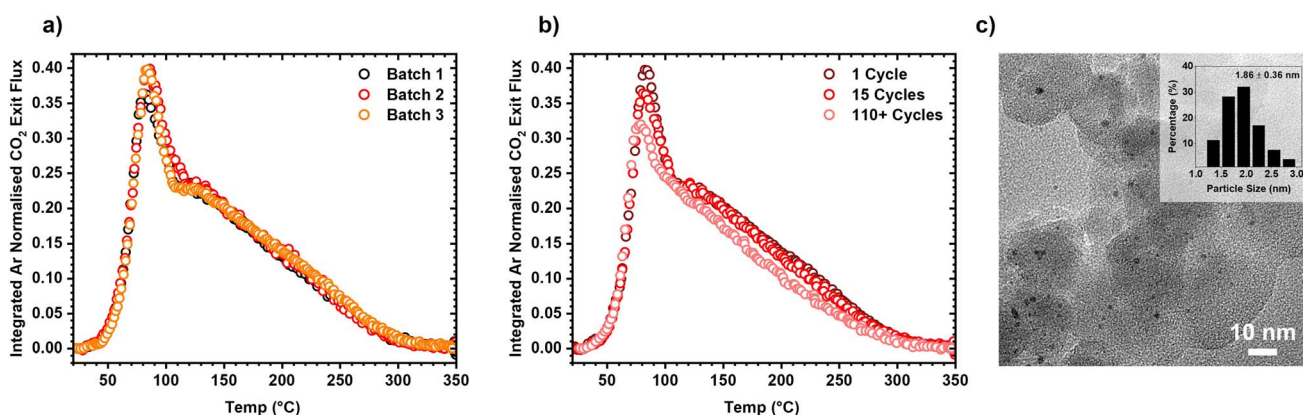 a)
Integrated Ar Normalised CO₂ Exit Flux
0.40
0.35
0.30
0.25
0.20
0.15
0.10
0.05
0.00
50
100
150
200
250
300
350
Temp (°C)
Batch 1
Batch 2
Batch 3
b)
Integrated Ar Normalised CO₂ Exit Flux
0.40
0.35
0.30
0.25
0.20
0.15
0.10
0.05
0.00
50
100
150
200
250
300
350
Temp (°C)
1 Cycle
15 Cycles
110+ Cycles
c)
Percentage (%)
40
30
20
10
1.86 ± 0.36 nm
1.0
1.5
2.0
2.5
3.0
Particle Size (nm)
10 nm